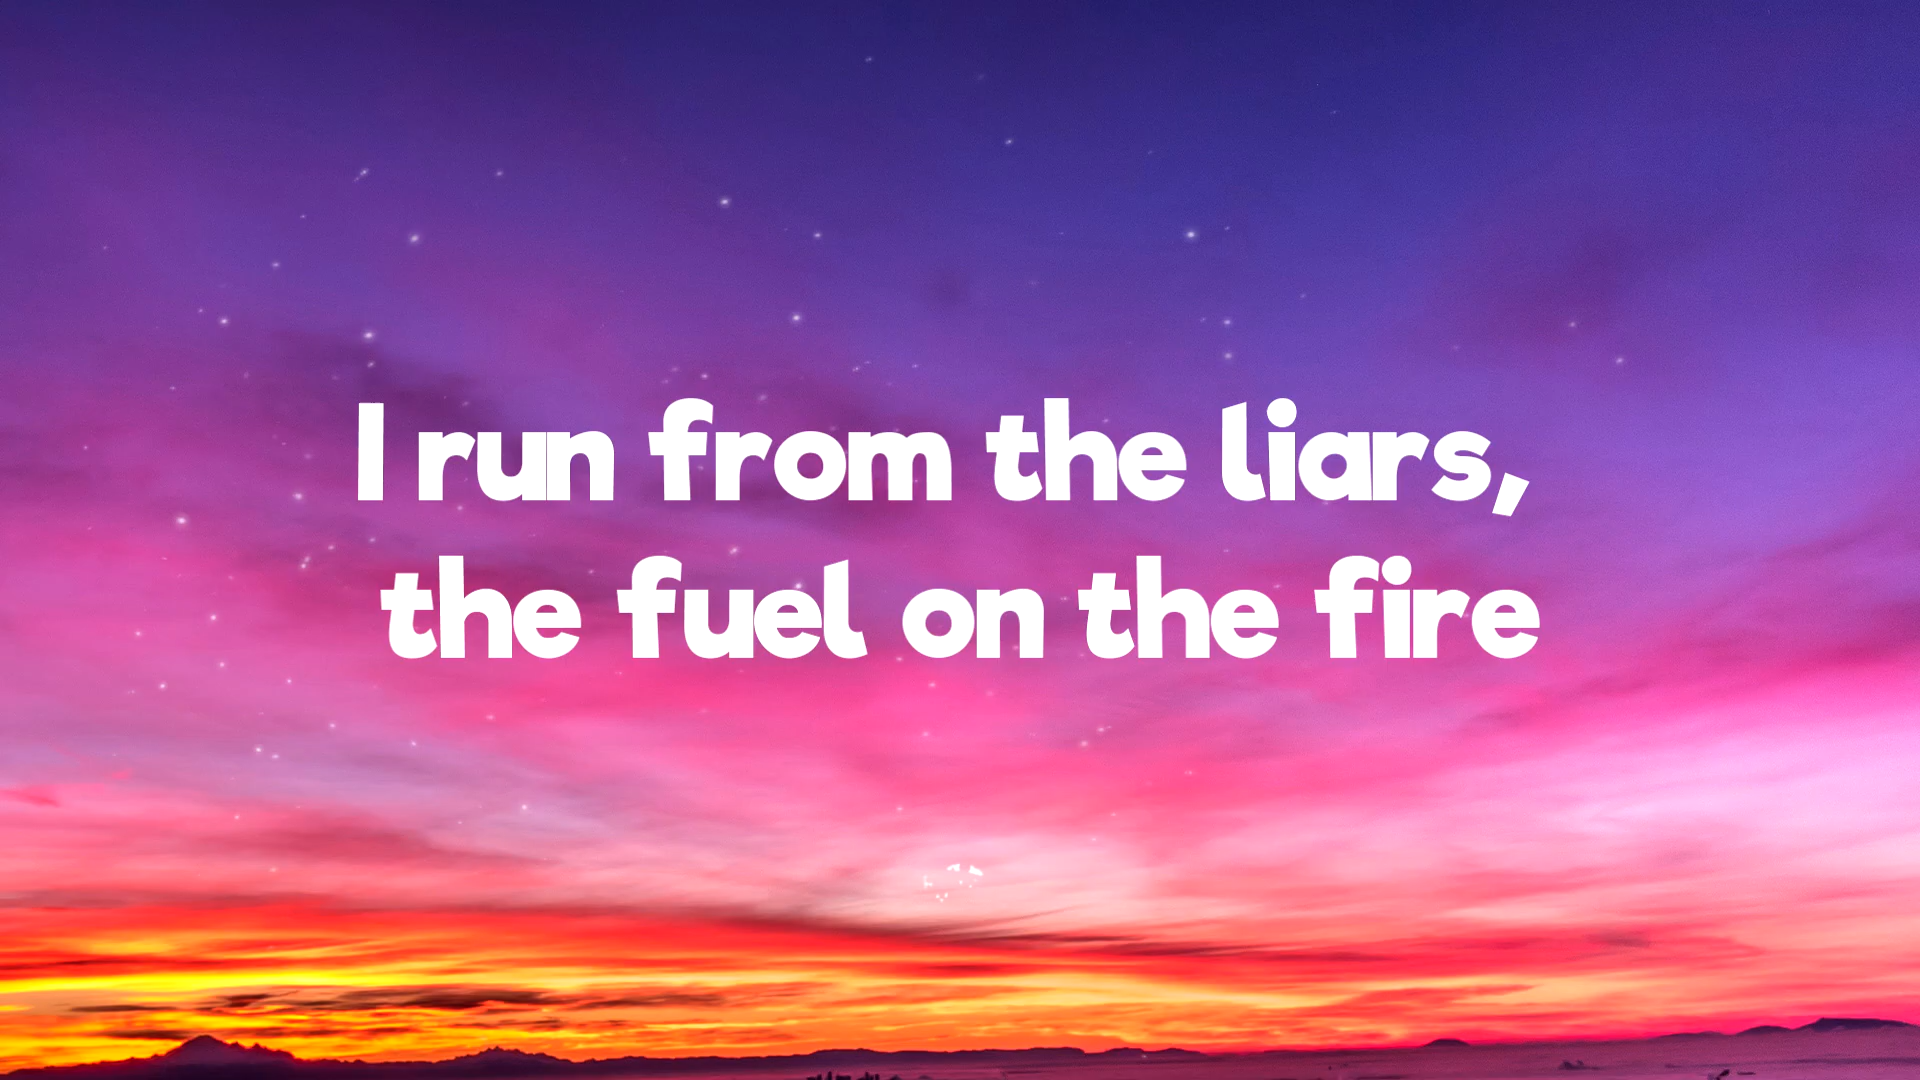 I run from the liars,
the fuel on the fire